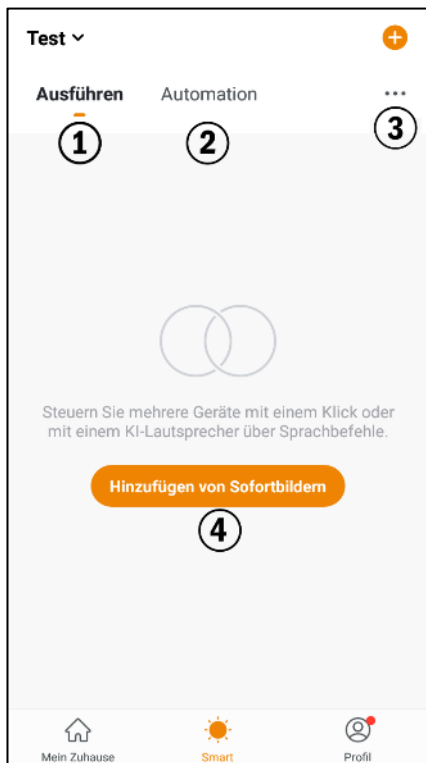 Test
Ausführen Automation ...
1 2 3
Steuern Sie mehrere Geräte mit einem Klick oder
mit einem KI-Lautsprecher über Sprachbefehle.
Hinzufügen von Sofortbildern
4
Mein Zuhause Smart Profil